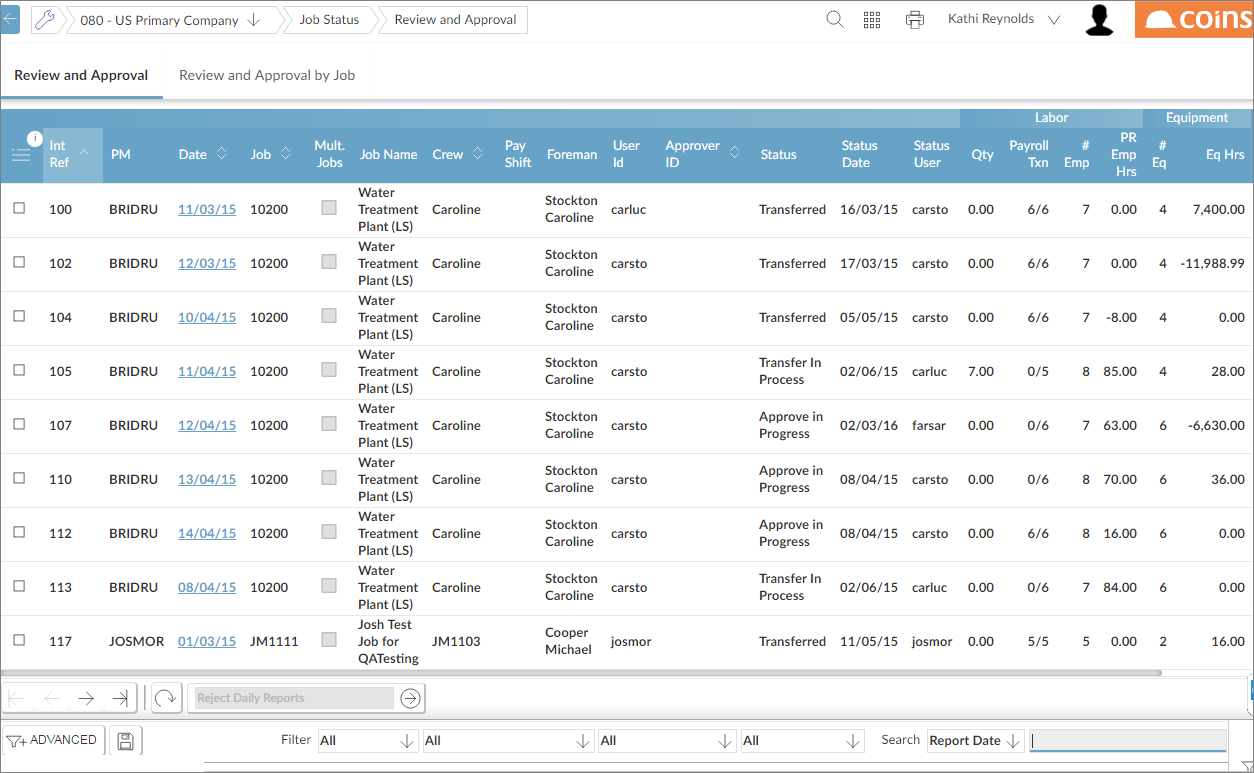 080 - US Primary Company Job Status Review and Approval Kathi Reynolds coins
Review and Approval Review and Approval by Job
Labor Equipment
i Int Ref PM Date Job Mult. Jobs Job Name Crew Pay Shift Foreman User Id Approver ID Status Status Date Status User Qty Payroll Txn # Emp PR Emp Hrs # Eq Eq Hrs
100 BRIDRU 11/03/15 10200 Water Treatment Plant (LS) Caroline Stockton Caroline carluc Transferred 16/03/15 carsto 0.00 6/6 7 0.00 4 7,400.00
102 BRIDRU 12/03/15 10200 Water Treatment Plant (LS) Caroline Stockton Caroline carsto Transferred 17/03/15 carsto 0.00 6/6 7 0.00 4 -11,988.99
104 BRIDRU 10/04/15 10200 Water Treatment Plant (LS) Caroline Stockton Caroline carsto Transferred 05/05/15 carsto 0.00 6/6 7 -8.00 4 0.00
105 BRIDRU 11/04/15 10200 Water Treatment Plant (LS) Caroline Stockton Caroline carsto Transfer In Process 02/06/15 carluc 7.00 0/5 8 85.00 4 28.00
107 BRIDRU 12/04/15 10200 Water Treatment Plant (LS) Caroline Stockton Caroline carsto Approve in Progress 02/03/16 farsar 0.00 0/6 7 63.00 6 -6,630.00
110 BRIDRU 13/04/15 10200 Water Treatment Plant (LS) Caroline Stockton Caroline carsto Approve in Progress 08/04/15 carsto 0.00 0/6 8 70.00 6 36.00
112 BRIDRU 14/04/15 10200 Water Treatment Plant (LS) Caroline Stockton Caroline carsto Approve in Progress 08/04/15 carsto 0.00 6/6 8 16.00 6 0.00
113 BRIDRU 08/04/15 10200 Water Treatment Plant (LS) Caroline Stockton Caroline carsto Transfer In Process 02/06/15 carluc 0.00 0/6 7 84.00 6 0.00
117 JOSMOR 01/03/15 JM1111 Josh Test Job for QATesting JM1103 Cooper Michael josmor Transferred 11/05/15 josmor 0.00 5/5 5 0.00 2 16.00
Reject Daily Reports
ADVANCED Filter All All All All Search Report Date